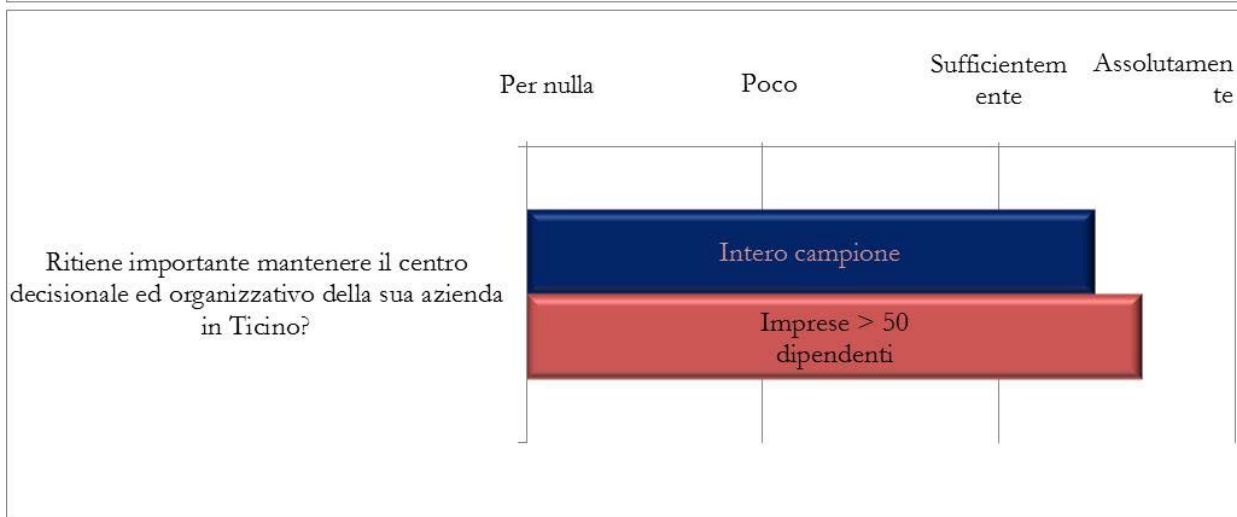 Per nulla
Poco
Sufficientem
ente
Assolutamen
te
Ritiene importante mantenere il centro
decisionale ed organizzativo della sua azienda
in Ticino?
Intero campione
Imprese > 50
dipendenti